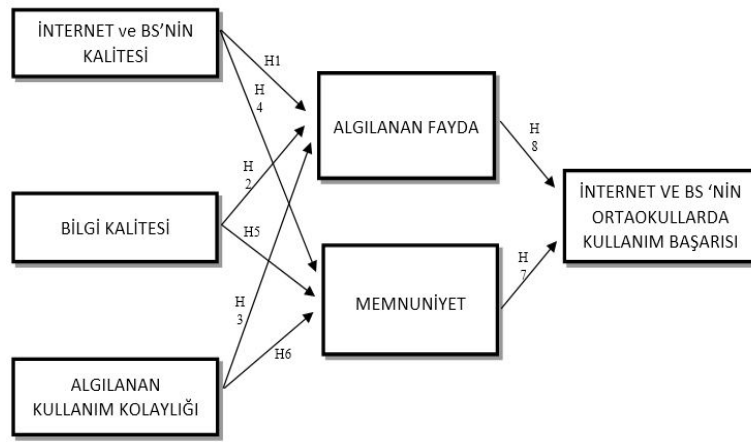 İNTERNET ve BS'NİN
KALİTESİ
H1
H
4
ALGILANAN FAYDA
H
8
H
2
BİLGİ KALİTESİ
H5
İNTERNET VE BS ‘NİN
ORTAOKULLARDA
KULLANIM BAŞARISI
H
7
H
3
MEMNUNİYET
H6
ALGILANAN
KULLANIM KOLAYLIĞI